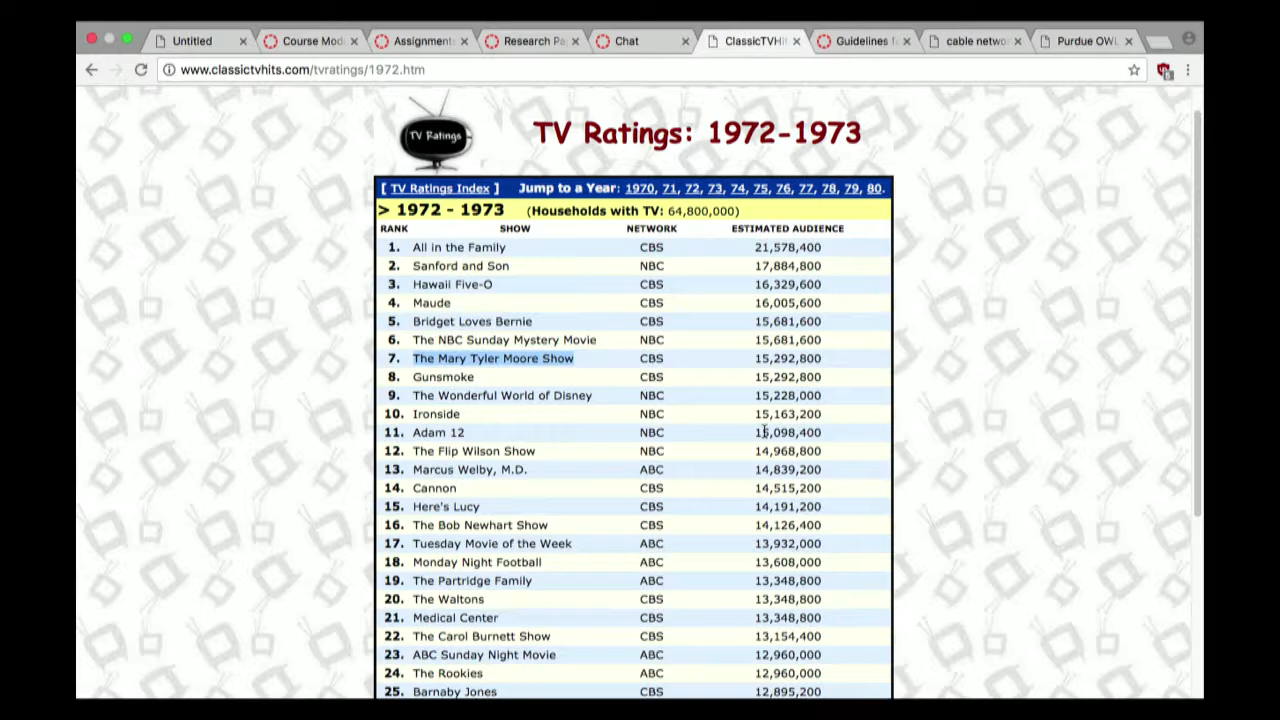 Untitled
Course Mod
Assignment
Research Pa
Chat
ClassicTVHi
Guidelines f
cable netwo
Purdue OWL
www.classictvhits.com/tvratings/1972.htm
TV Ratings
TV Ratings: 1972-1973
[ TV Ratings Index ] Jump to a Year: 1970, 71, 72, 73, 74, 75, 76, 77, 78, 79, 80.
> 1972 - 1973 (Households with TV: 64,800,000)
RANK SHOW NETWORK ESTIMATED AUDIENCE
1. All in the Family CBS 21,578,400
2. Sanford and Son NBC 17,884,800
3. Hawaii Five-O CBS 16,329,600
4. Maude CBS 16,005,600
5. Bridget Loves Bernie CBS 15,681,600
6. The NBC Sunday Mystery Movie NBC 15,681,600
7. The Mary Tyler Moore Show CBS 15,292,800
8. Gunsmoke CBS 15,292,800
9. The Wonderful World of Disney NBC 15,228,000
10. Ironside NBC 15,163,200
11. Adam 12 NBC 15,098,400
12. The Flip Wilson Show NBC 14,968,800
13. Marcus Welby, M.D. ABC 14,839,200
14. Cannon CBS 14,515,200
15. Here's Lucy CBS 14,191,200
16. The Bob Newhart Show CBS 14,126,400
17. Tuesday Movie of the Week ABC 13,932,000
18. Monday Night Football ABC 13,608,000
19. The Partridge Family ABC 13,348,800
20. The Waltons CBS 13,348,800
21. Medical Center CBS 13,348,800
22. The Carol Burnett Show CBS 13,154,400
23. ABC Sunday Night Movie ABC 12,960,000
24. The Rookies ABC 12,960,000
25. Barnaby Jones CBS 12,895,200